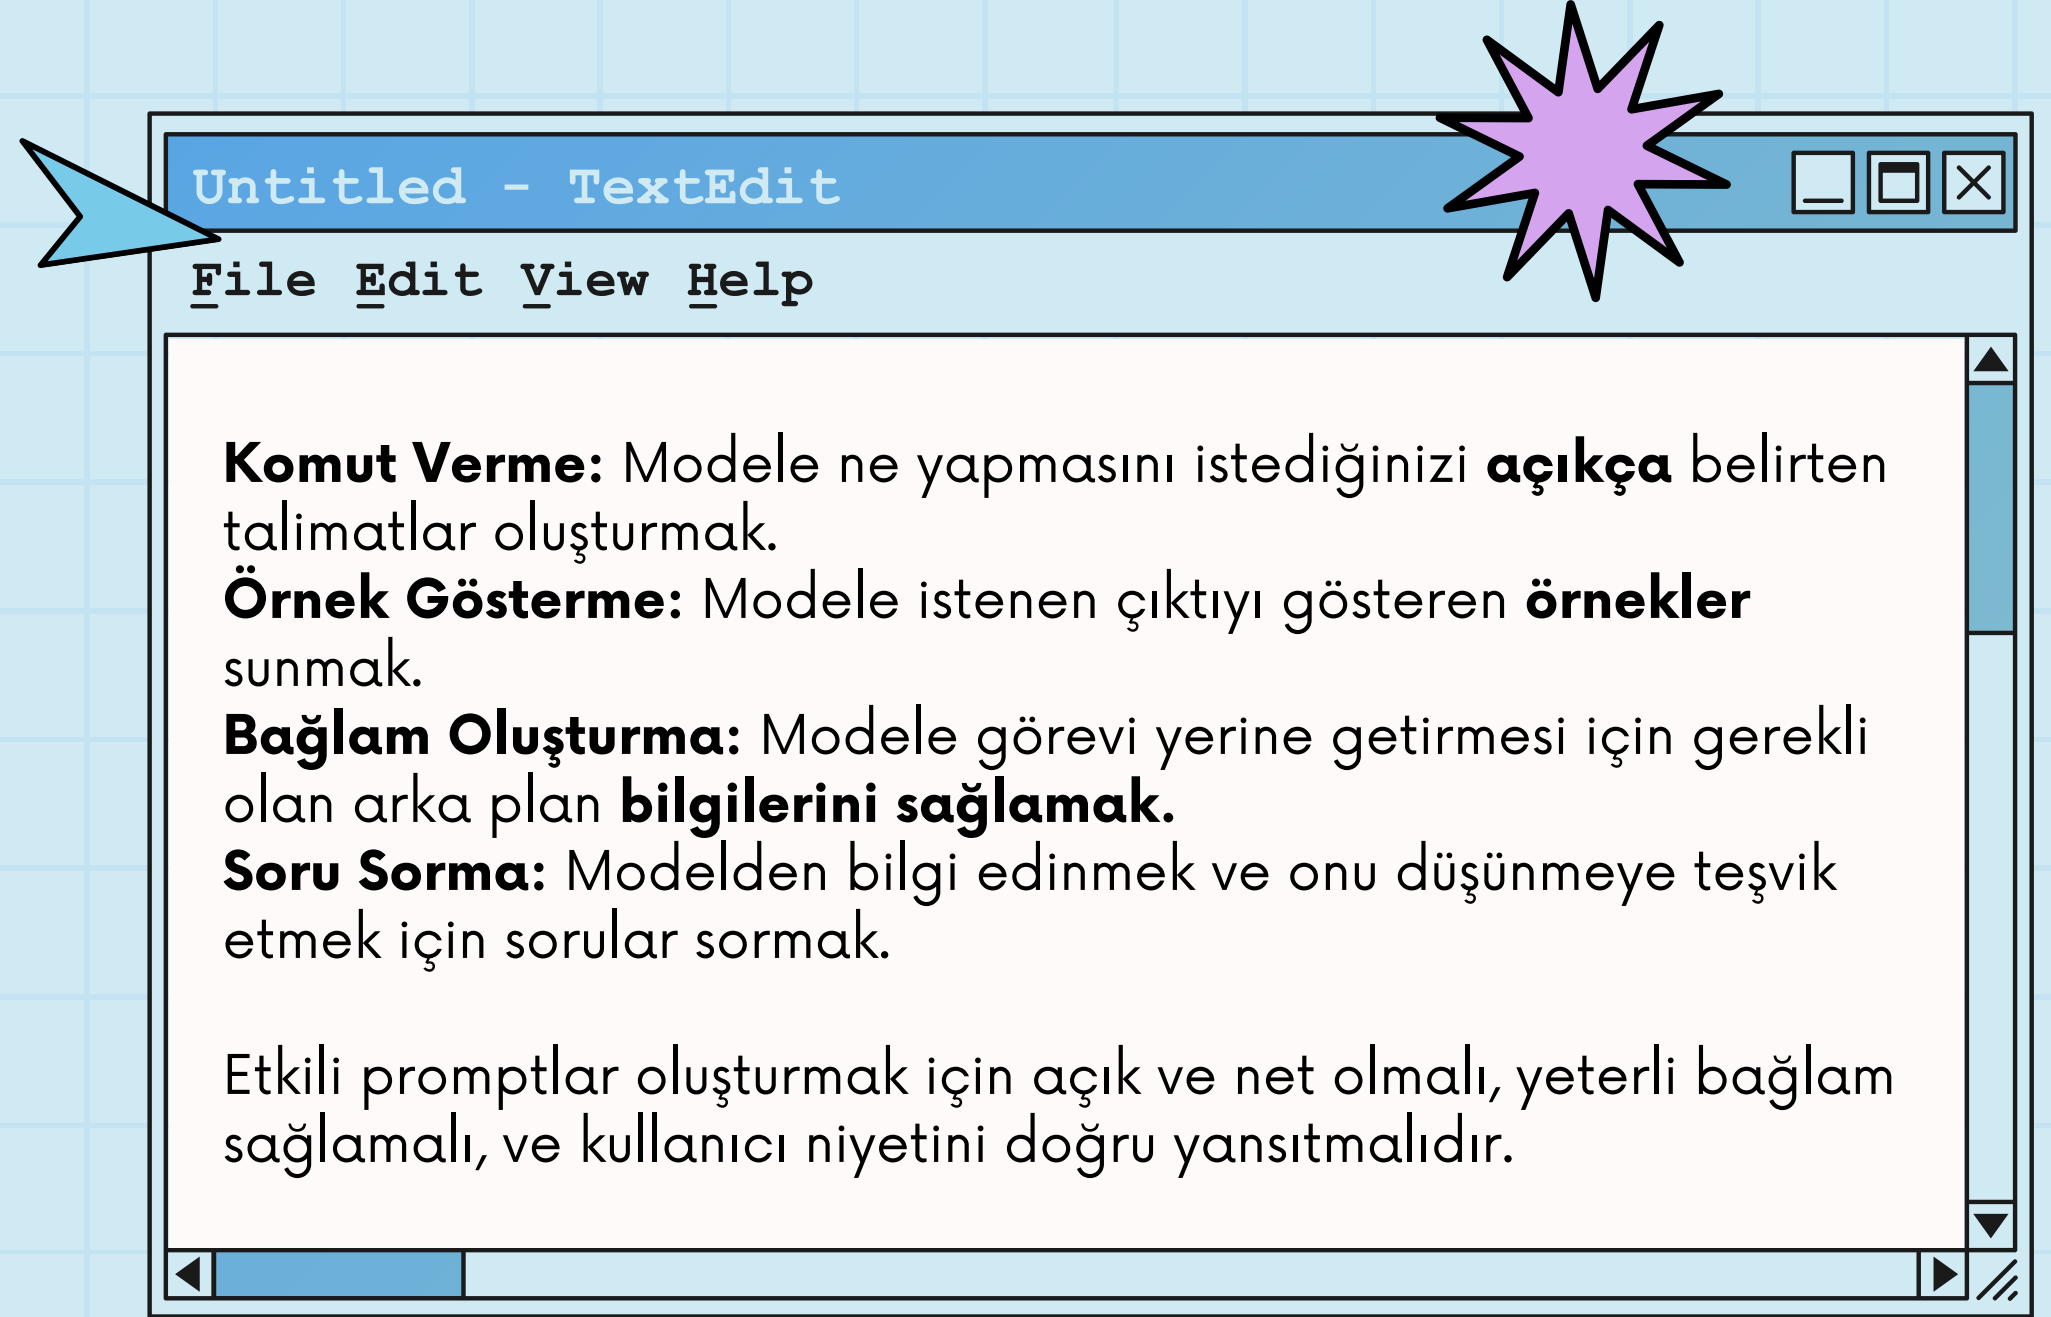 Untitled - TextEdit
File Edit View Help
Komut Verme: Modele ne yapmasını istediğinizi açıkça belirten
talimatlar oluşturmak.
Örnek Gösterme: Modele istenen çıktıyı gösteren örnekler
sunmak.
Bağlam Oluşturma: Modele görevi yerine getirmesi için gerekli
olan arka plan bilgilerini sağlamak.
Soru Sorma: Modelden bilgi edinmek ve onu düşünmeye teşvik
etmek için sorular sormak.
Etkili promptlar oluşturmak için açık ve net olmalı, yeterli bağlam
sağlamalı, ve kullanıcı niyetini doğru yansıtmalıdır.